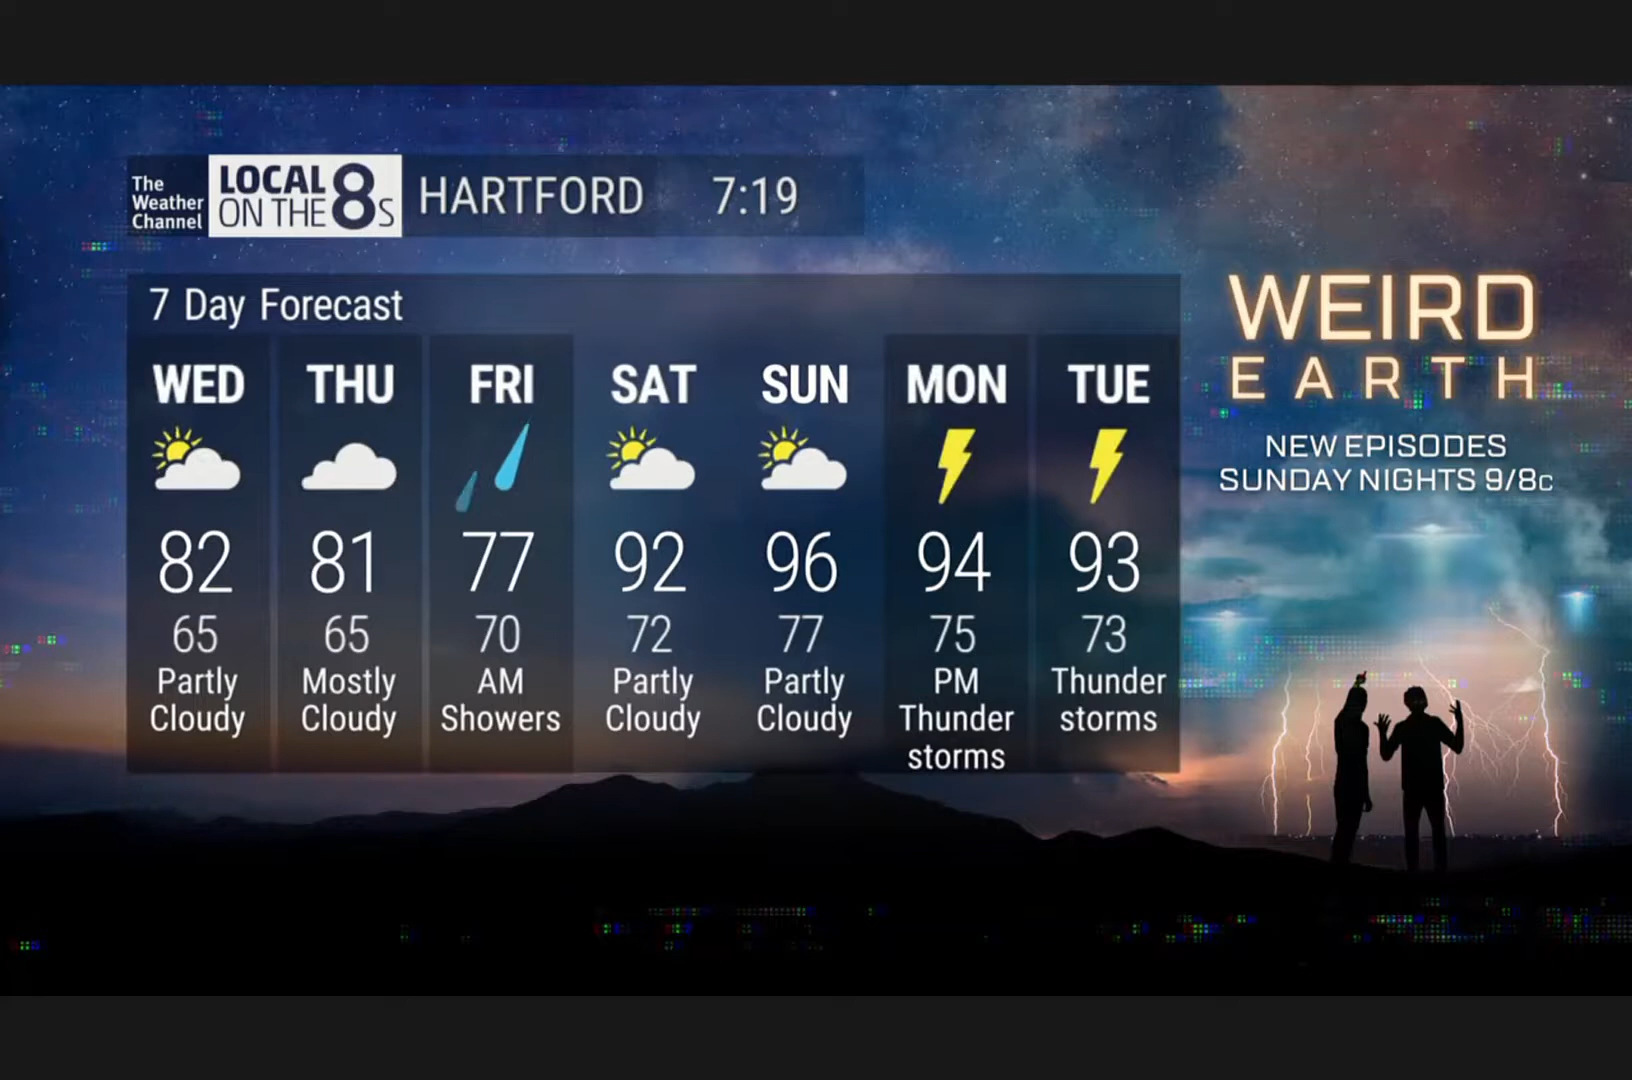 The
Weather
Channel
LOCAL
ON THE 8s
HARTFORD 7:19
7 Day Forecast
WED THU FRI SAT SUN MON TUE
82 81 77 92 96 94 93
65 65 70 72 77 75 73
Partly Mostly AM Partly Partly PM Thunder
Cloudy Cloudy Showers Cloudy Cloudy Thunder storms
storms
WEIRD
EARTH
NEW EPISODES
SUNDAY NIGHTS 9/8c